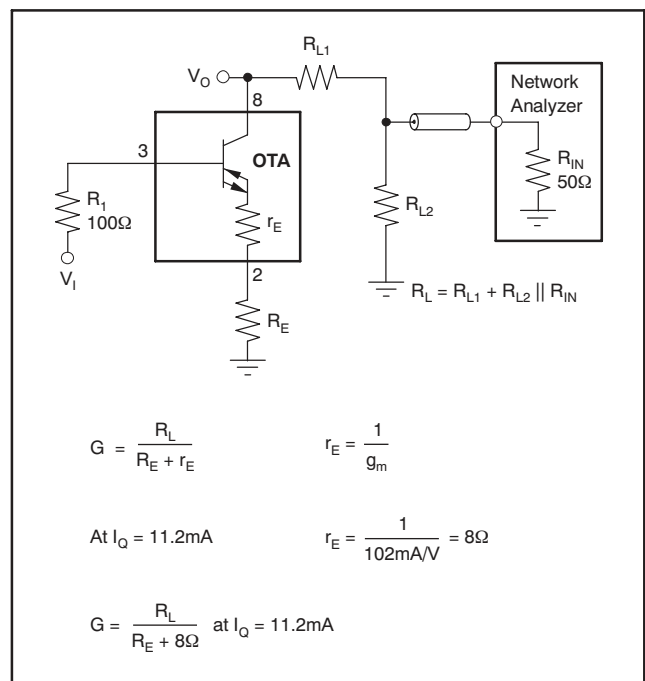 R_L1
V_O
8
Network
Analyzer
3
OTA
R_IN
50Ω
R_1
100Ω
r_E
R_L2
V_I
2
R_L = R_L1 + R_L2 || R_IN
R_E
G = R_L / (R_E + r_E)
r_E = 1 / g_m
At I_Q = 11.2mA
r_E = 1 / 102mA/V = 8Ω
G = R_L / (R_E + 8Ω) at I_Q = 11.2mA